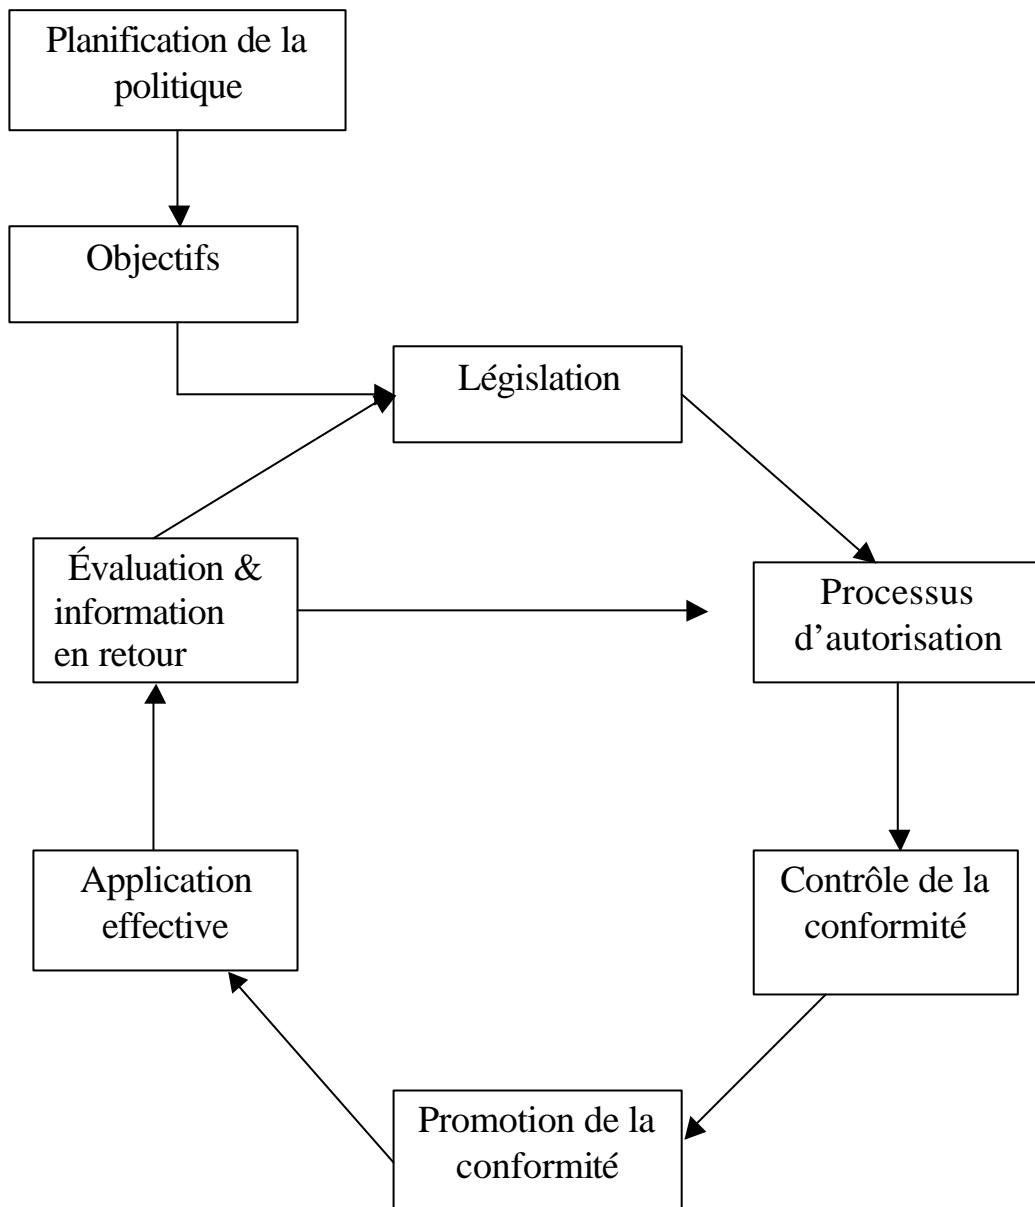 Planification de la
politique
Objectifs
Législation
Évaluation &
information
en retour
Processus
d’autorisation
Application
effective
Contrôle de la
conformité
Promotion de la
conformité